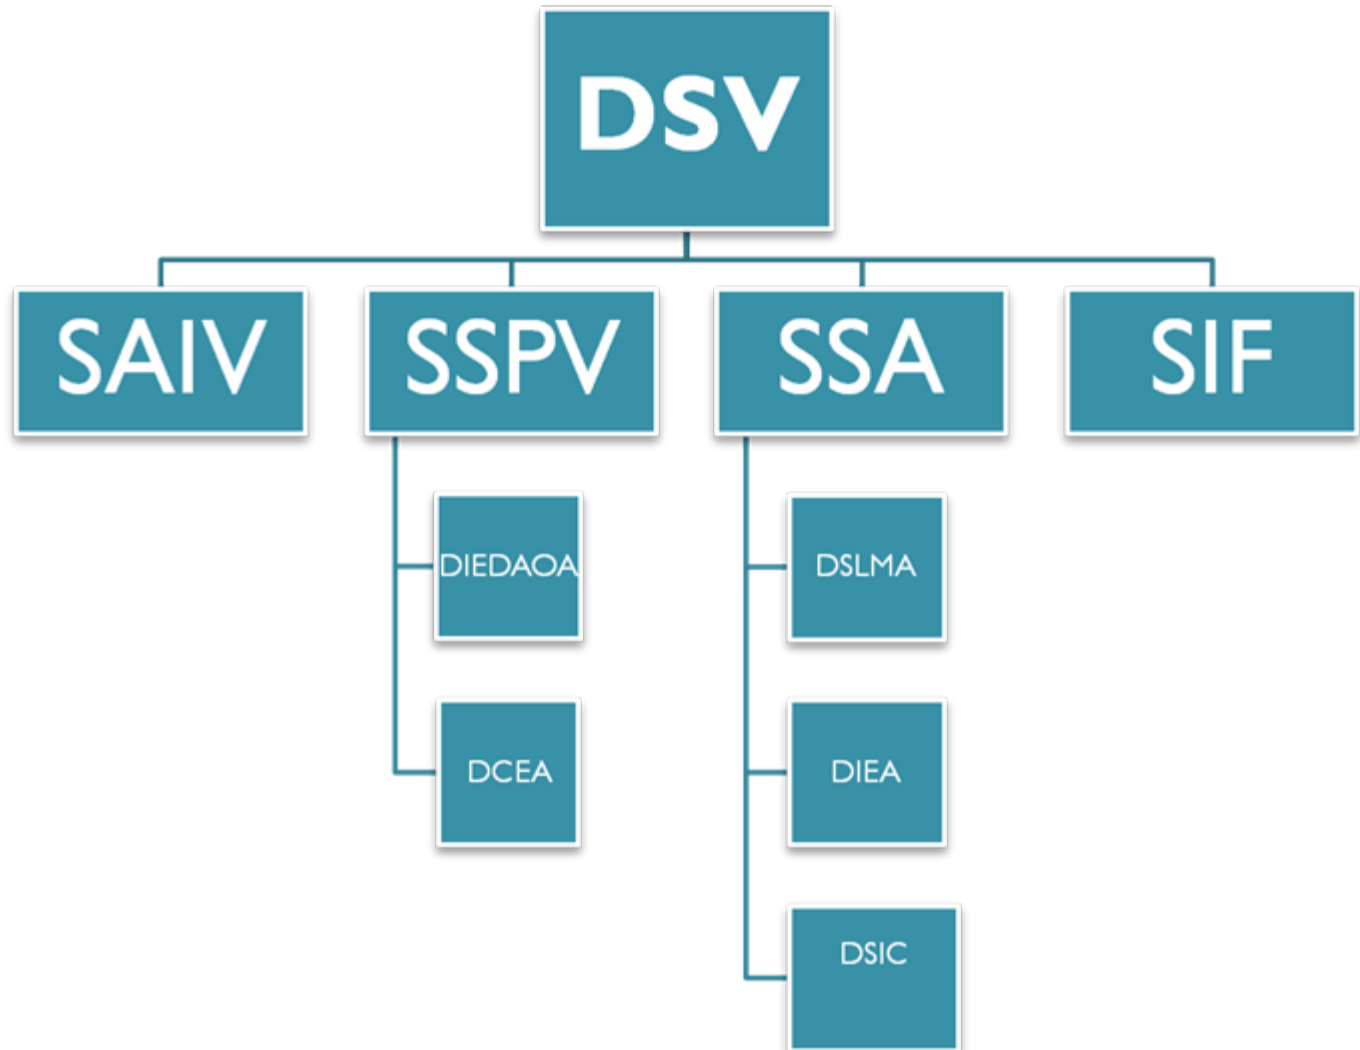 DSV
SAIV
SSPV
SSA
SIF
DIEDAOA
DSLMA
DCEA
DIEA
DSIC